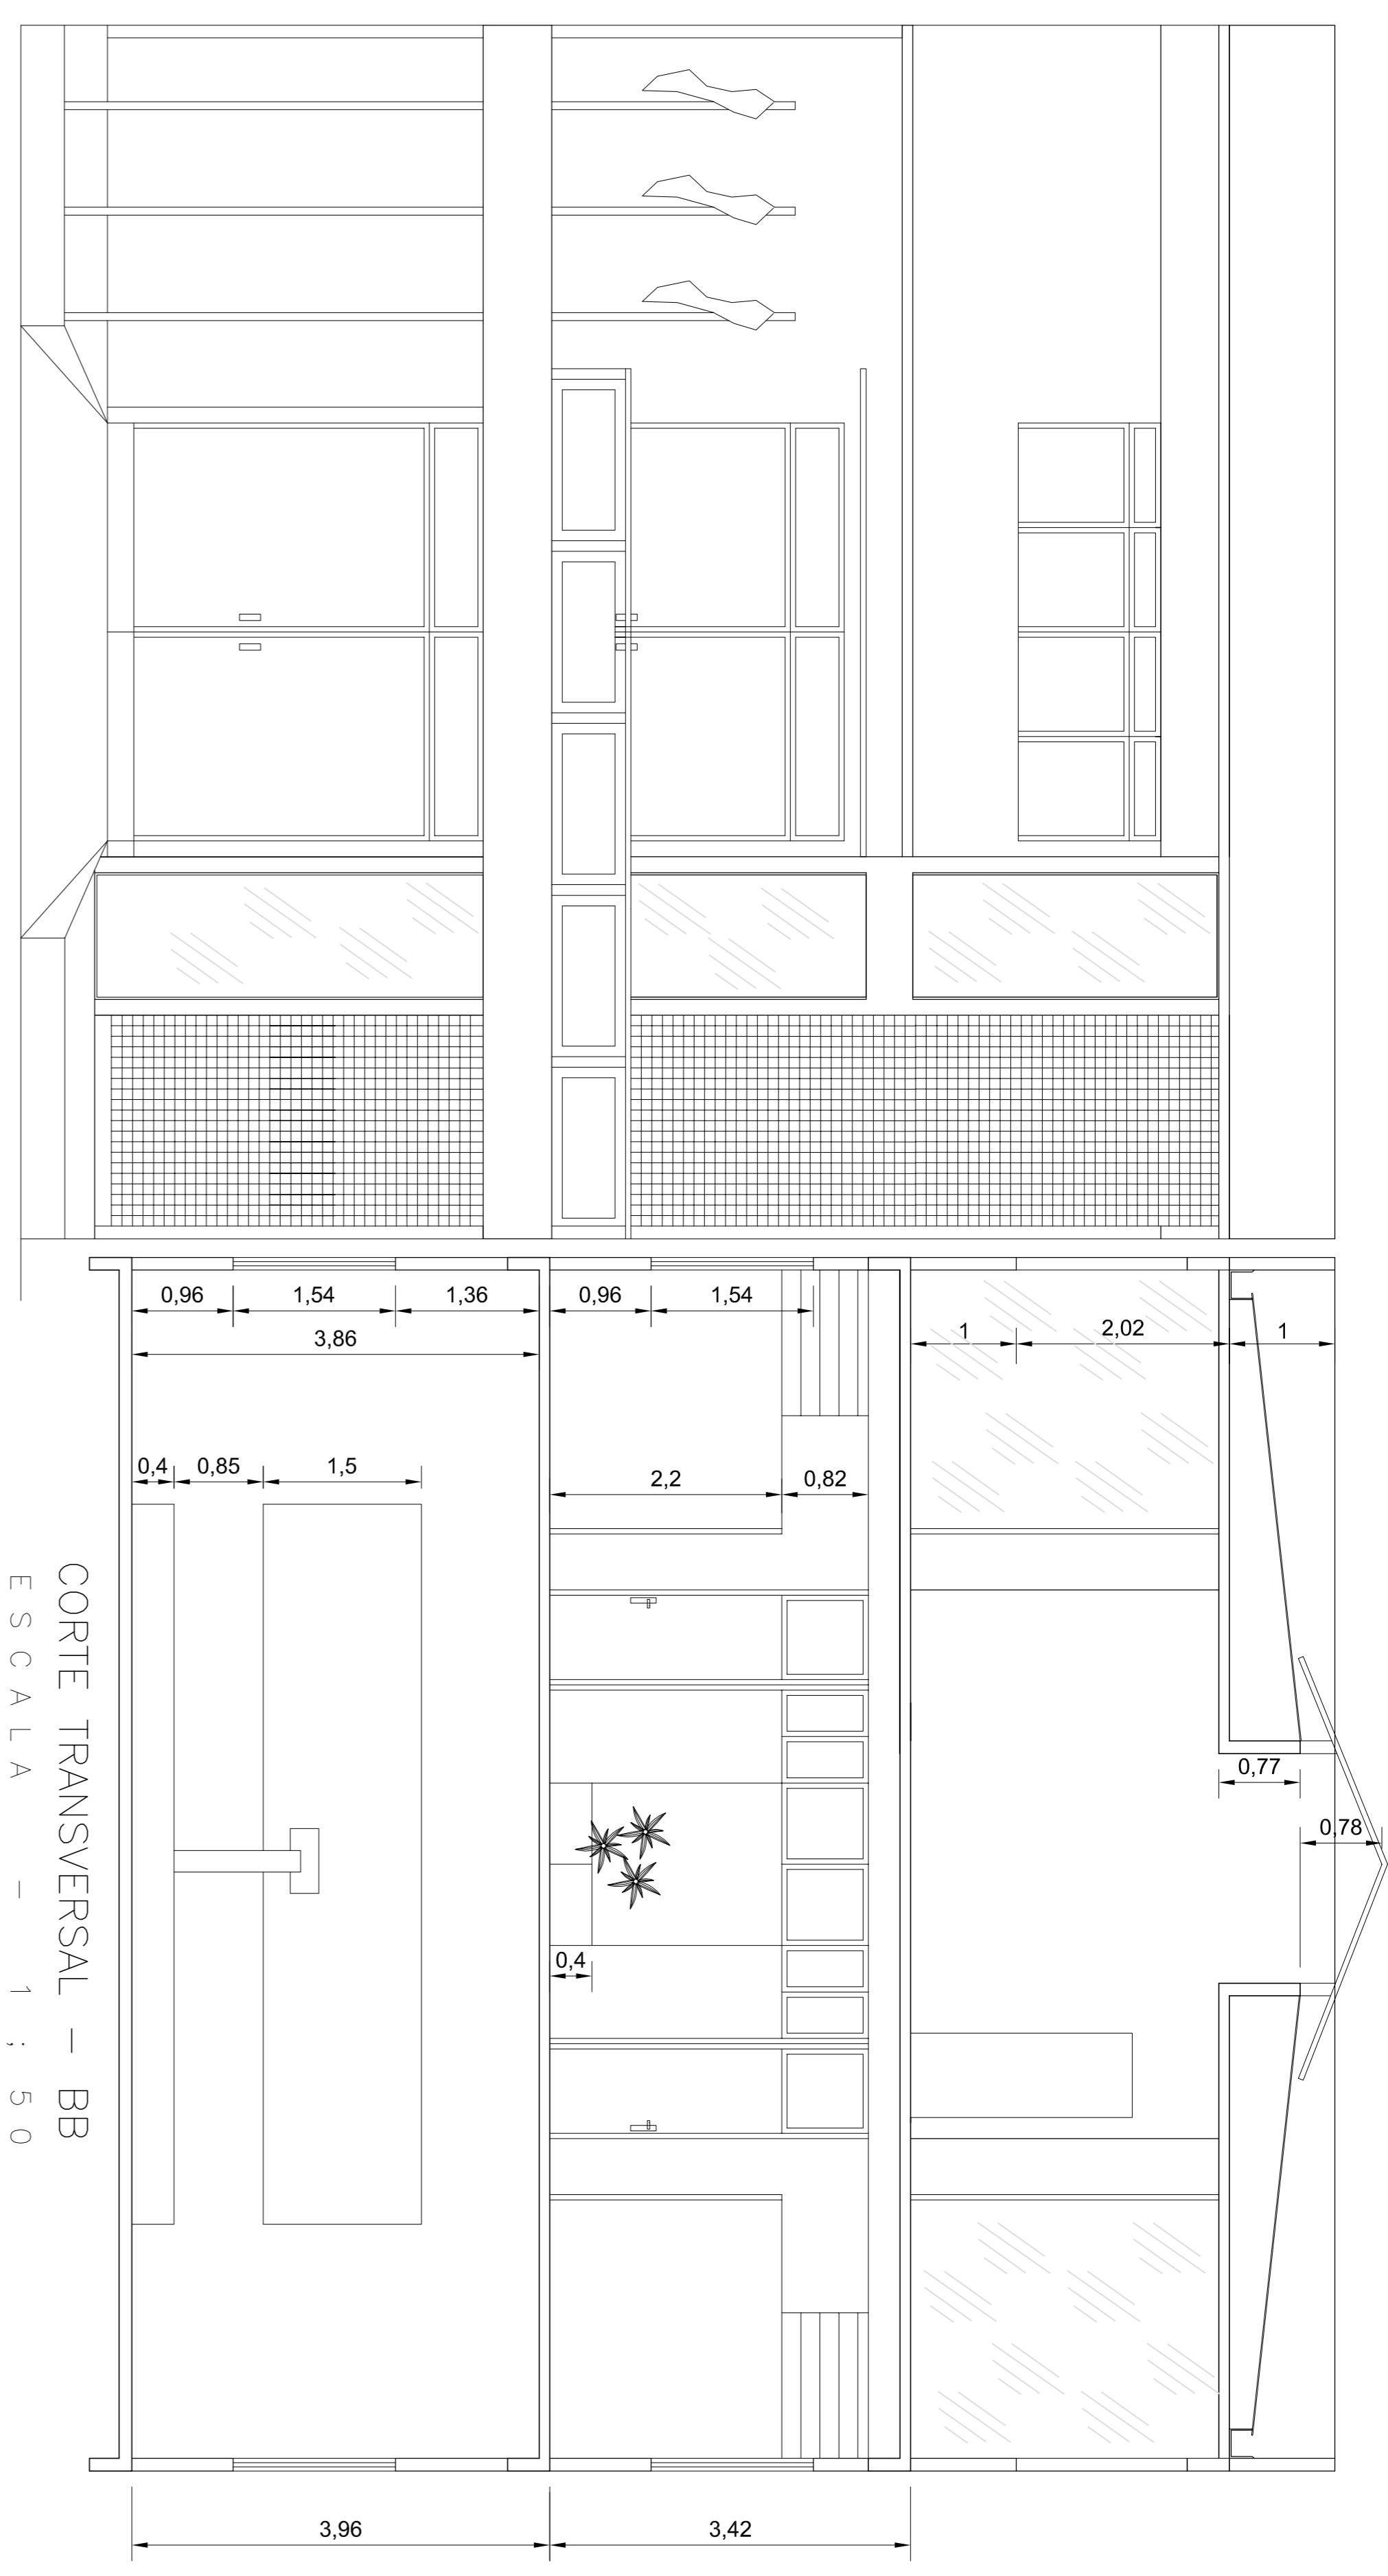 0,96 1,54 1,36 0,96 1,54 1 2,02 1
3,86
0,4 0,85 1,5 2,2 0,82
0,77
0,78
0,4
3,96 3,42
CORTE TRANSVERSAL – BB
ESCALA – 1 ; 50